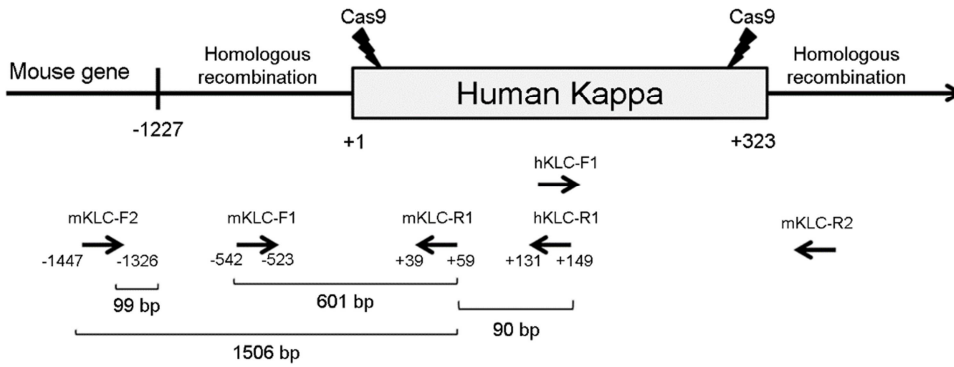 Cas9
Cas9
Mouse gene
Homologous
recombination
Human Kappa
Homologous
recombination
-1227
+1
+323
hKLC-F1
mKLC-F2
mKLC-F1
mKLC-R1
hKLC-R1
mKLC-R2
-1447
-1326
-542
-523
+39
+59
+131
+149
99 bp
601 bp
90 bp
1506 bp